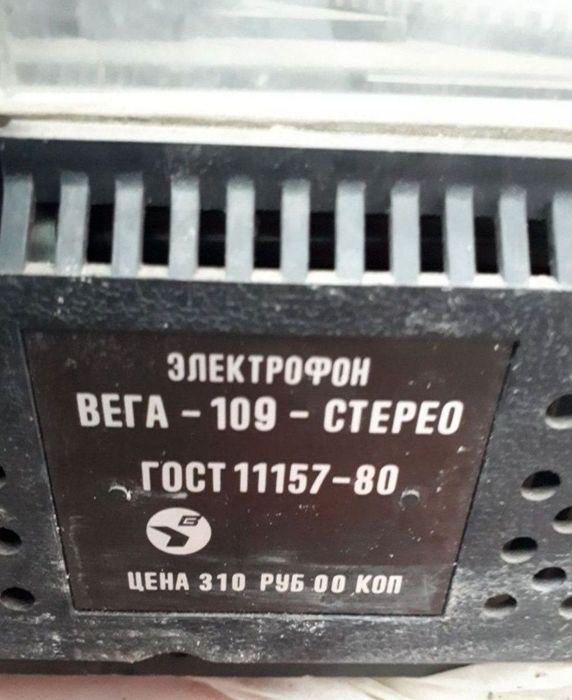 ЭЛЕКТРОФОН
ВЕГА - 109 - СТЕРЕО
ГОСТ 11157-80
ЦЕНА 310 РУБ 00 КОП